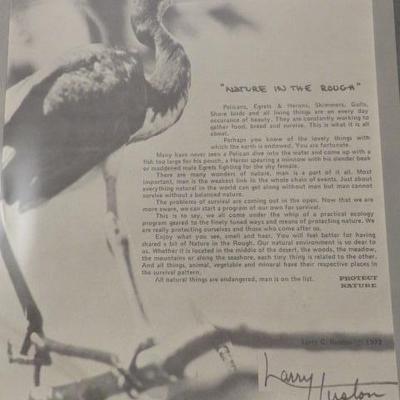 "NATURE IN THE ROUGH"
Pelicans, Egrets & Herons, Skimmers, Gulls,
Shore birds and all living things are an every day
occurance of beauty. They are constantly working to
gather food, breed and survive. This is what it is all
about.
Perhaps you know of the lovely things with
which the earth is endowed. You are fortunate.
Many have never seen a Pelican dive into the water and come up with a
fish too large for his pouch, a Heron spearing a minnow with his slender beak
or maddened male Egrets fighting for the shy female.
There are many wonders of nature, man is a part of it all. Most
important, man is the weakest link in the whole chain of events. Just about
everything natural in the world can get along without man but man cannot
survive without a balanced nature.
The problems of survival are coming out in the open. Now that we are
more aware, we can start a program of our own for survival.
This is to say, we all come under the whip of a practical ecology
program geared to the finely tuned ways and means of protecting nature. We
are really protecting ourselves and those who come after us.
Enjoy what you see, smell and hear. You will feel better for having
shared a bit of Nature in the Rough. Our natural environment is so dear to
us. Whether it is located in the middle of the desert, the woods, the meadow,
the mountains or along the seashore, each tiny thing is related to the other.
And all things, animal, vegetable and mineral have their respective places in
the survival pattern.
All natural things are endangered, man is on the list.
PROTECT
NATURE
Larry C. 1972
Larry Huston